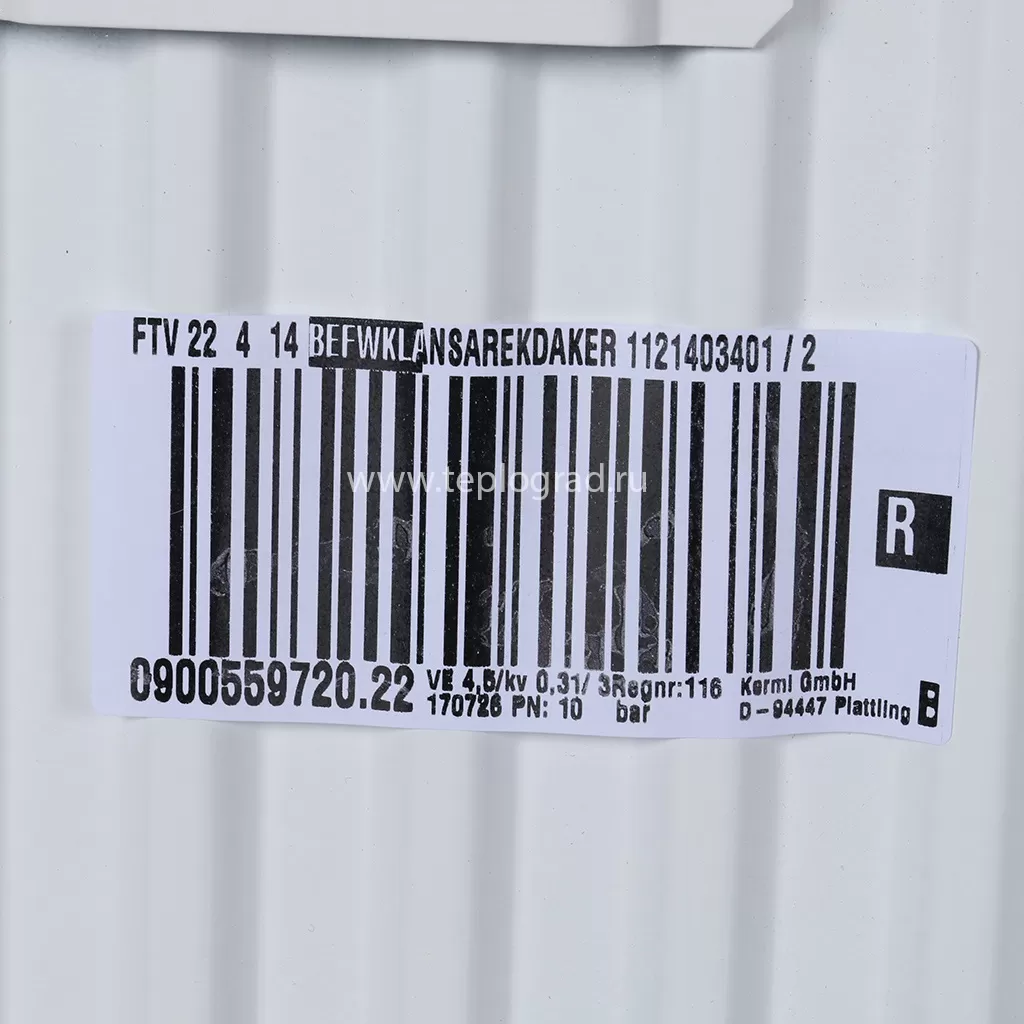 FTV 22 4 14 BEFWKLANSAREKDAKER 1121403401 / 2
www.teplograd.ru
R
0900559720.22
VE 4,5/kv 0,31/ 3Regnr:116
170726 PN: 10 bar
Kermi GmbH
D-94447 Plattling
B